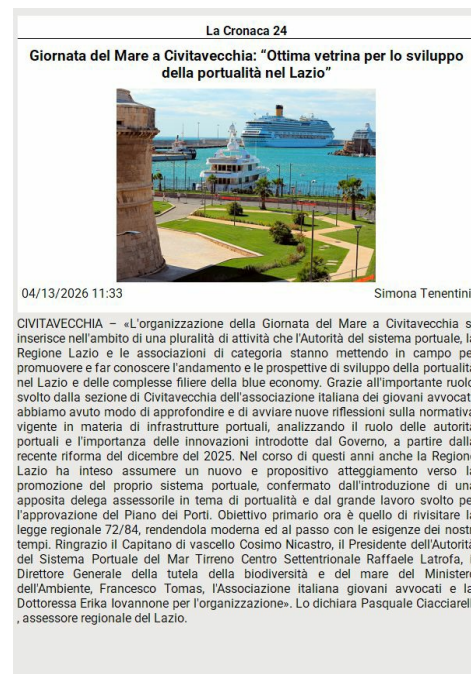 La Cronaca 24
Giornata del Mare a Civitavecchia: “Ottima vetrina per lo sviluppo
della portualità nel Lazio”
04/13/2026 11:33 Simona Tenentini
CIVITAVECCHIA – «L'organizzazione della Giornata del Mare a Civitavecchia s
inserisce nell'ambito di una pluralità di attività che l'Autorità del sistema portuale, la
Regione Lazio e le associazioni di categoria stanno mettendo in campo pe
promuovere e far conoscere l'andamento e le prospettive di sviluppo della portualità
nel Lazio e delle complesse filiere della blue economy. Grazie all'importante ruolo
svolto dalla sezione di Civitavecchia dell'associazione italiana dei giovani avvocat
abbiamo avuto modo di approfondire e di avviare nuove riflessioni sulla normativa
vigente in materia di infrastrutture portuali, analizzando il ruolo delle autorità
portuali e l'importanza delle innovazioni introdotte dal Governo, a partire dalla
recente riforma del dicembre del 2025. Nel corso di questi anni anche la Regione
Lazio ha inteso assumere un nuovo e propositivo atteggiamento verso la
promozione del proprio sistema portuale, confermato dall'introduzione di una
apposita delega assessorile in tema di portualità e dal grande lavoro svolto pe
l'approvazione del Piano dei Porti. Obiettivo primario ora è quello di rivisitare la
legge regionale 72/84, rendendola moderna ed al passo con le esigenze dei nostr
tempi. Ringrazio il Capitano di vascello Cosimo Nicastro, il Presidente dell'Autorità
del Sistema Portuale del Mar Tirreno Centro Settentrionale Raffaele Latrofa, i
Direttore Generale della tutela della biodiversità e del mare del Ministero
dell'Ambiente, Francesco Tomas, l'Associazione italiana giovani avvocati e la
Dottoressa Erika Iovannone per l'organizzazione». Lo dichiara Pasquale Ciacciarell
, assessore regionale del Lazio.